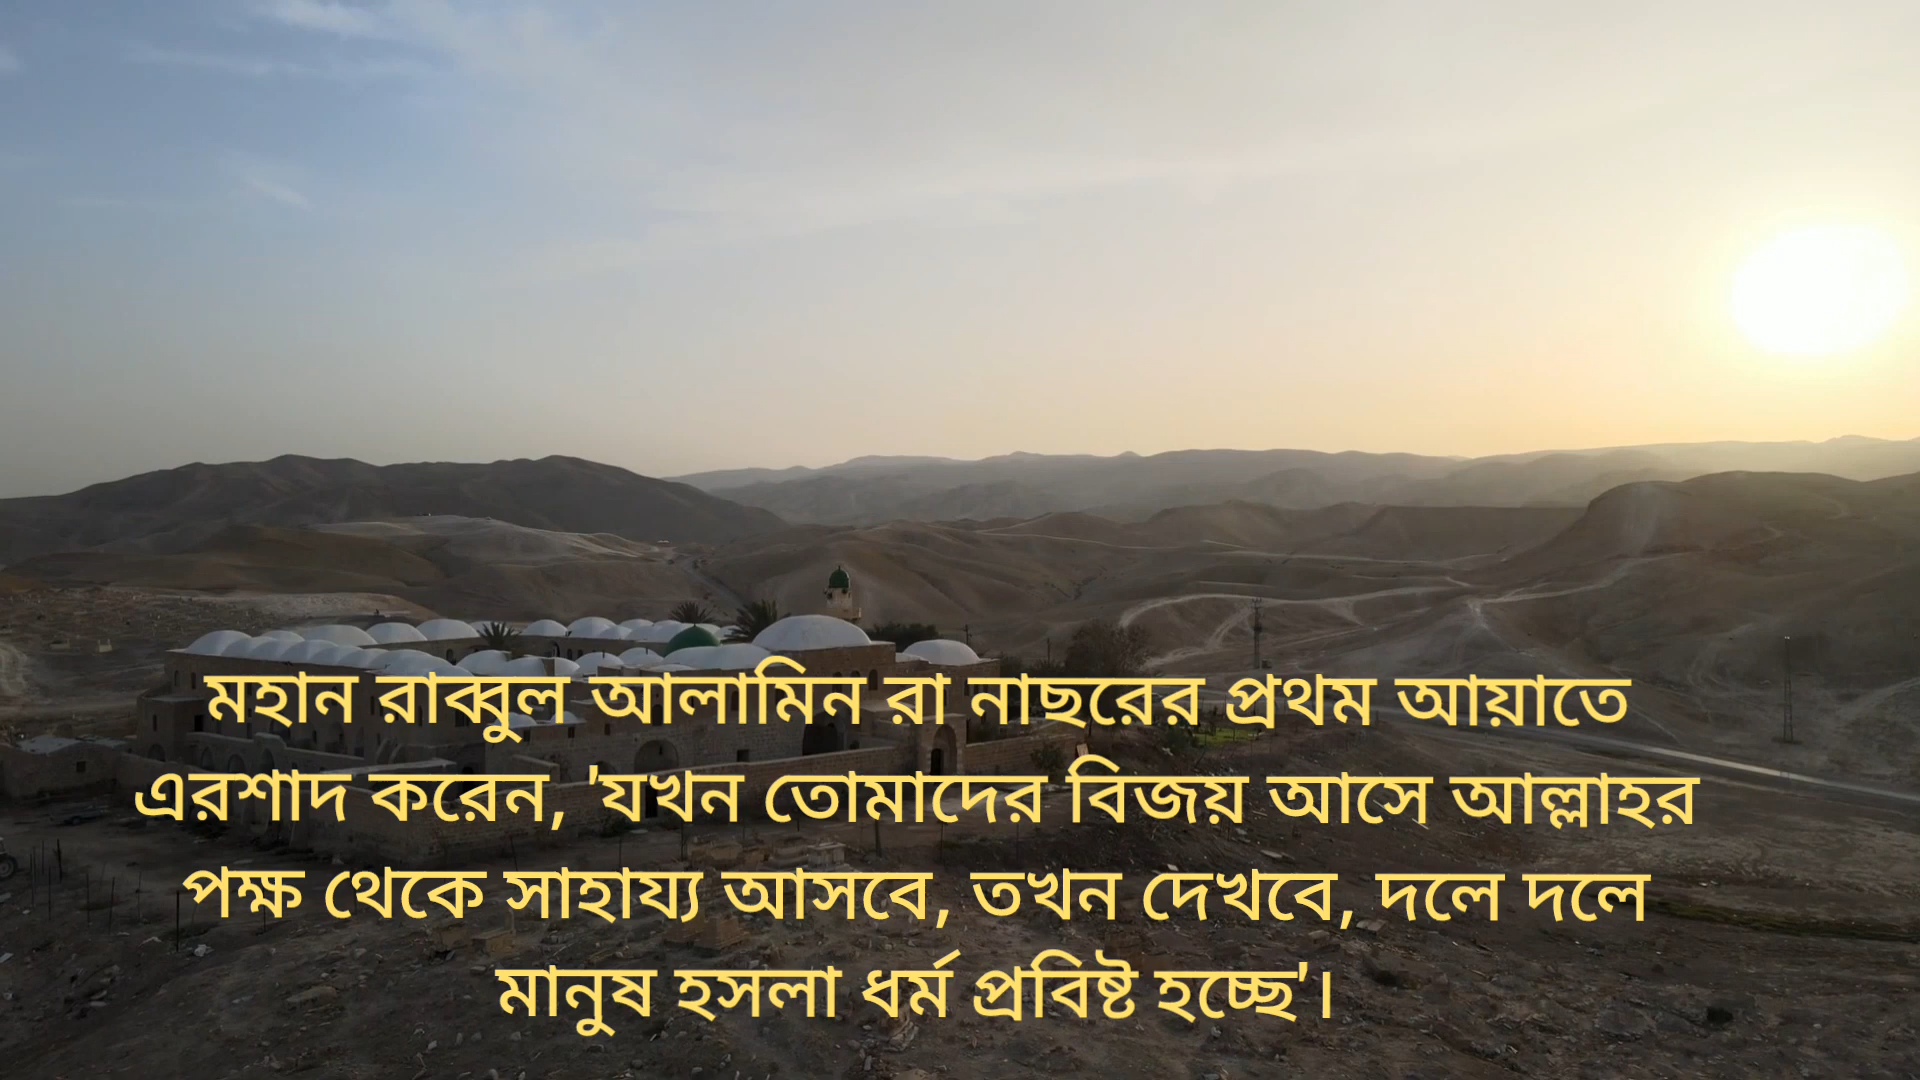 মহান রাব্বুল আলামিন রা নাছরের প্রথম আয়াতে
এরশাদ করেন, 'যখন তোমাদের বিজয় আসে আল্লাহর
পক্ষ থেকে সাহায্য আসবে, তখন দেখবে, দলে দলে
মানুষ হসলা ধর্ম প্রবিষ্ট হচ্ছে'।